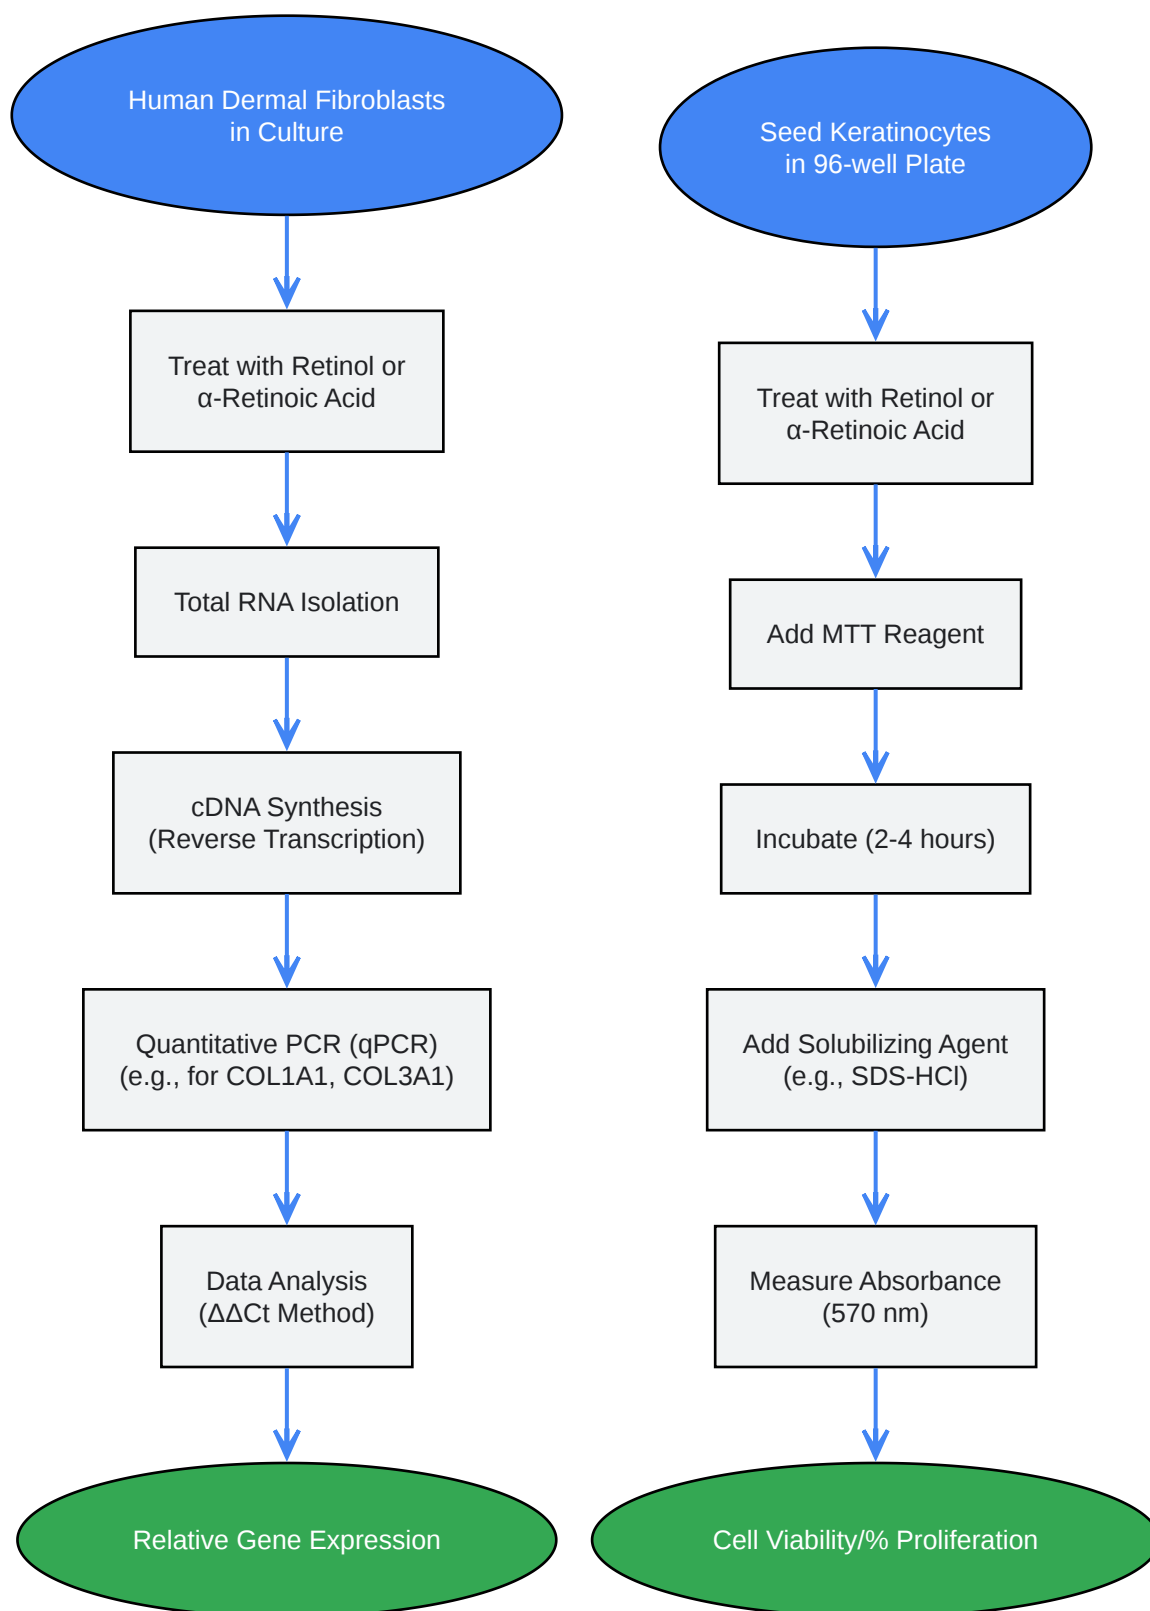 Human Dermal Fibroblasts
in Culture
Treat with Retinol or
α-Retinoic Acid
Total RNA Isolation
cDNA Synthesis
(Reverse Transcription)
Quantitative PCR (qPCR)
(e.g., for COL1A1, COL3A1)
Data Analysis
(ΔΔCt Method)
Relative Gene Expression
Seed Keratinocytes
in 96-well Plate
Treat with Retinol or
α-Retinoic Acid
Add MTT Reagent
Incubate (2-4 hours)
Add Solubilizing Agent
(e.g., SDS-HCl)
Measure Absorbance
(570 nm)
Cell Viability/% Proliferation